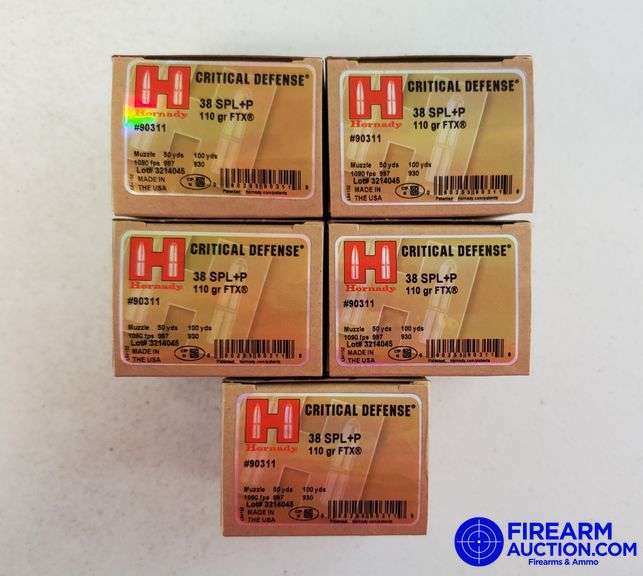 CRITICAL DEFENSE®
H
Hornady
38 SPL+P
110 gr FTX®
#90311
Muzzle 50 yds 100 yds
1090 fps 997 930
Lot# 3214045
MADE IN
THE USA
CRITICAL DEFENSE®
H
Hornady
38 SPL+P
110 gr FTX®
#90311
Muzzle 50 yds 100 yds
1090 fps 997 930
Lot# 3214045
MADE IN
THE USA
CRITICAL DEFENSE®
H
Hornady
38 SPL+P
110 gr FTX®
#90311
Muzzle 50 yds 100 yds
1090 fps 997 930
Lot# 3214045
MADE IN
THE USA
CRITICAL DEFENSE®
H
Hornady
38 SPL+P
110 gr FTX®
#90311
Muzzle 50 yds 100 yds
1090 fps 997 930
Lot# 3214045
MADE IN
THE USA
CRITICAL DEFENSE®
H
Hornady
38 SPL+P
110 gr FTX®
#90311
Muzzle 50 yds 100 yds
1090 fps 997 930
Lot# 3214045
MADE IN
THE USA
FIREARM
AUCTION.COM
Firearms & Ammo